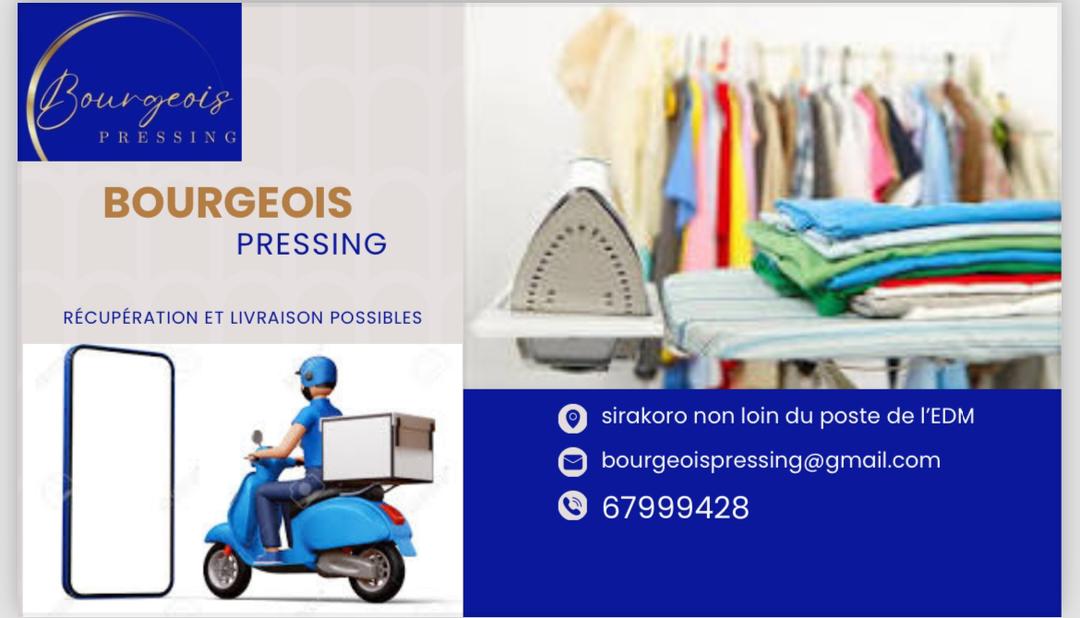 Bourgeois
PRESSING
BOURGEOIS
PRESSING
RÉCUPÉRATION ET LIVRAISON POSSIBLES
sirakoro non loin du poste de l’EDM
bourgeoispressing@gmail.com
67999428